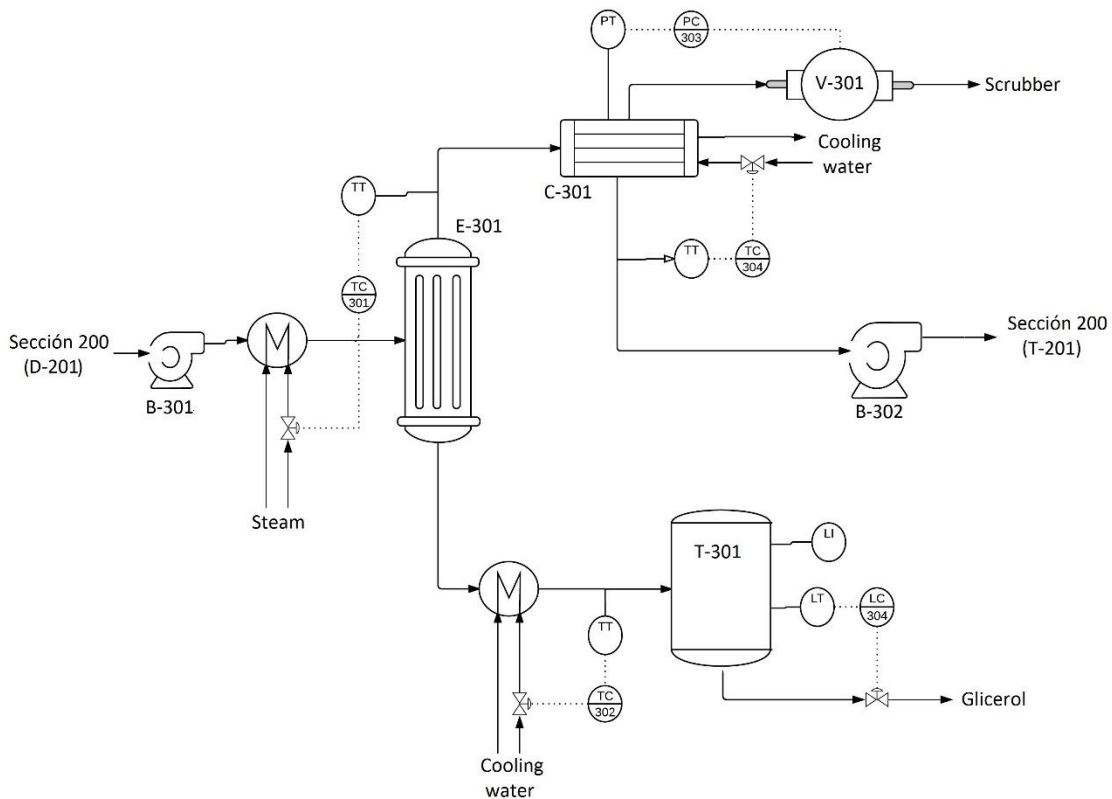 PT
PC
303
V-301
Scrubber
Cooling
water
C-301
TT
E-301
TC
301
TT
TC
304
Sección 200
(D-201)
B-301
Sección 200
(T-201)
B-302
Steam
T-301
LI
LT
LC
304
TT
TC
302
Glicerol
Cooling
water